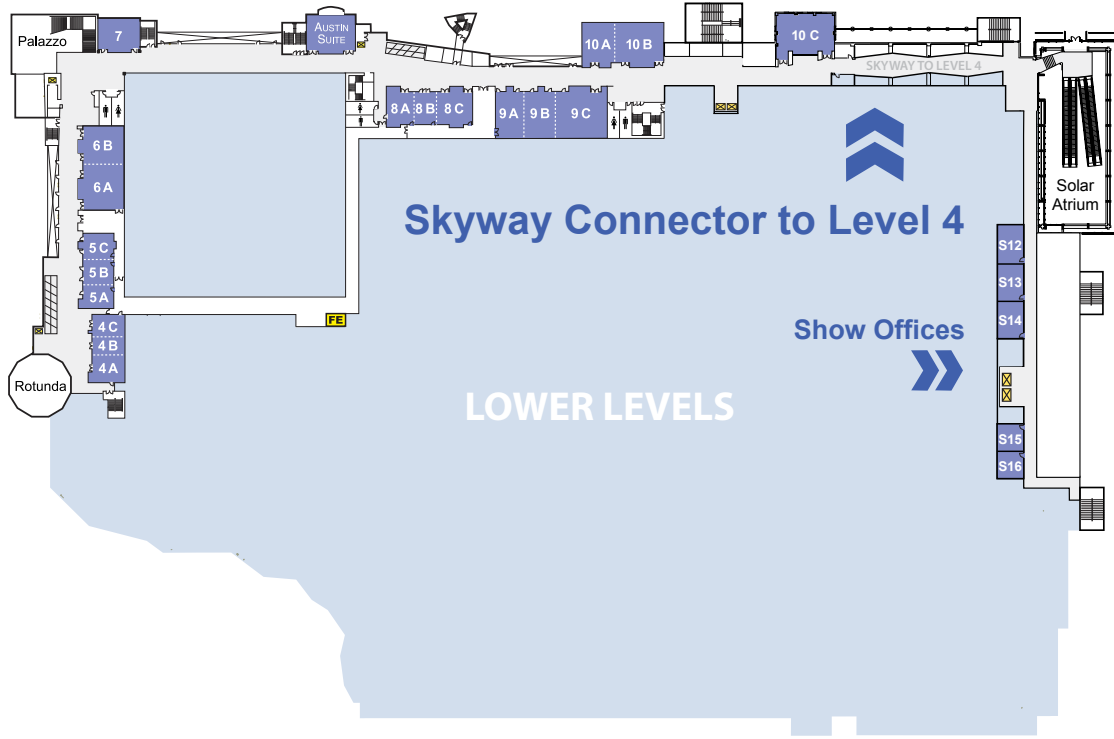 Palazzo
7
AUSTIN
SUITE
10 A
10 B
10 C
SKYWAY TO LEVEL 4
8 A
8 B
8 C
9 A
9 B
9 C
6 B
6 A
Solar
Atrium
Skyway Connector to Level 4
5 C
5 B
5 A
S12
S13
S14
4 C
4 B
4 A
FE
Show Offices
Rotunda
LOWER LEVELS
S15
S16